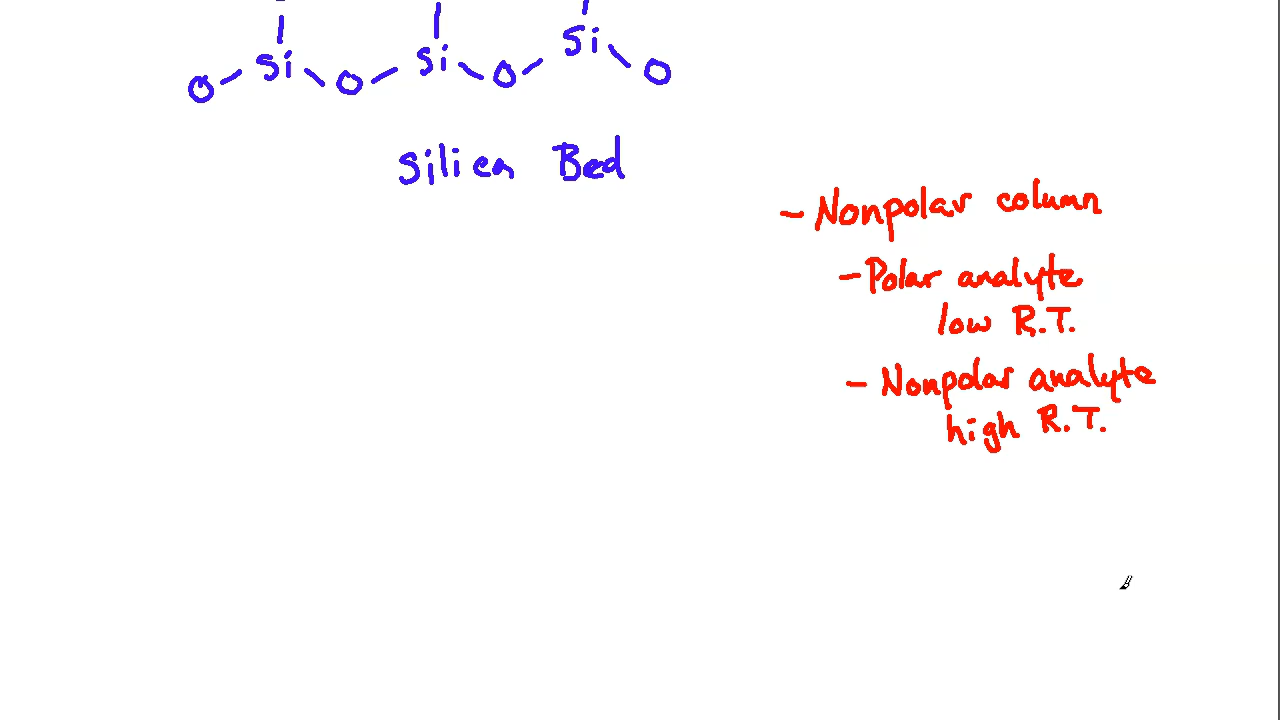 Si
Si Si
O O O O
Silica Bed
- Nonpolar column
- Polar analyte
low R.T.
- Nonpolar analyte
high R.T.